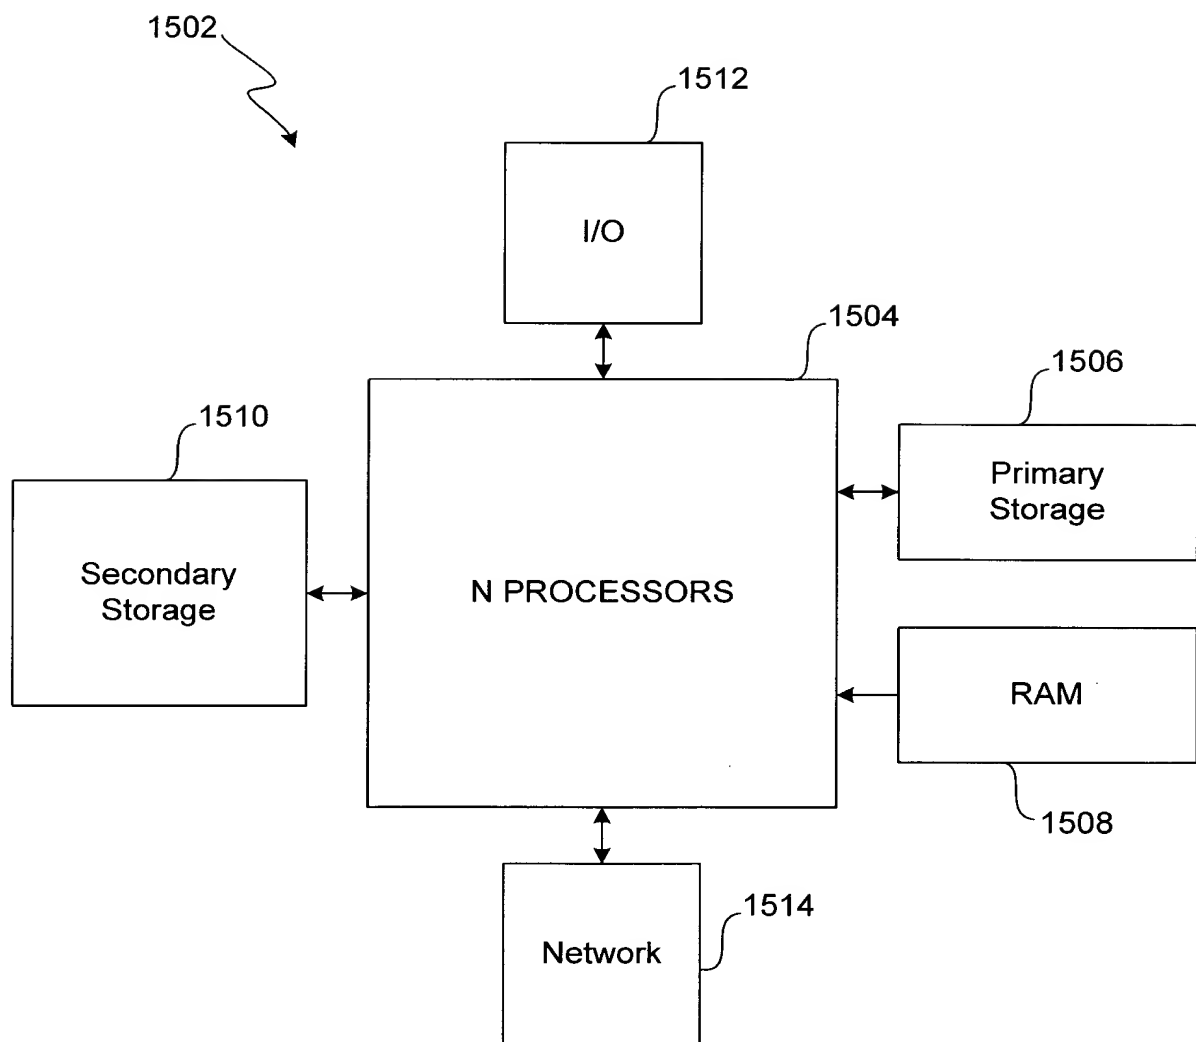 1502
1512
I/O
1504
1506
1510
Primary
Storage
Secondary
Storage
N PROCESSORS
RAM
1508
1514
Network